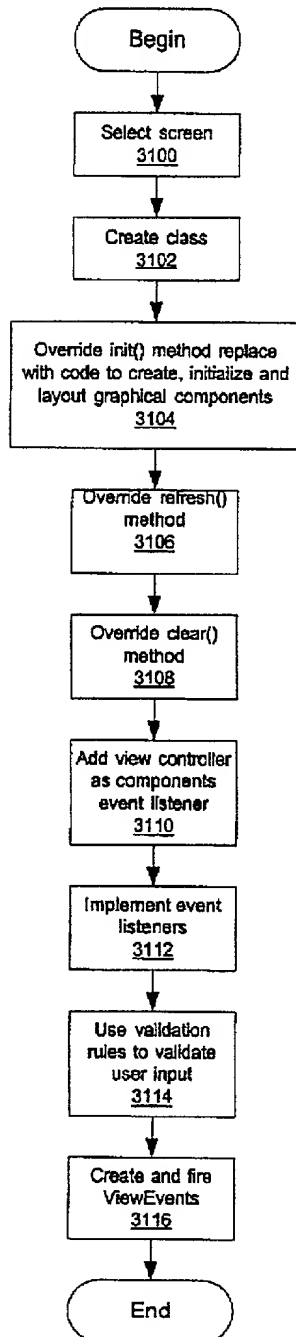 Begin
Select screen
3100
Create class
3102
Override init() method replace
with code to create, initialize and
layout graphical components
3104
Override refresh()
method
3106
Override clear()
method
3108
Add view controller
as components
event listener
3110
Implement event
listeners
3112
Use validation
rules to validate
user input
3114
Create and fire
ViewEvents
3116
End